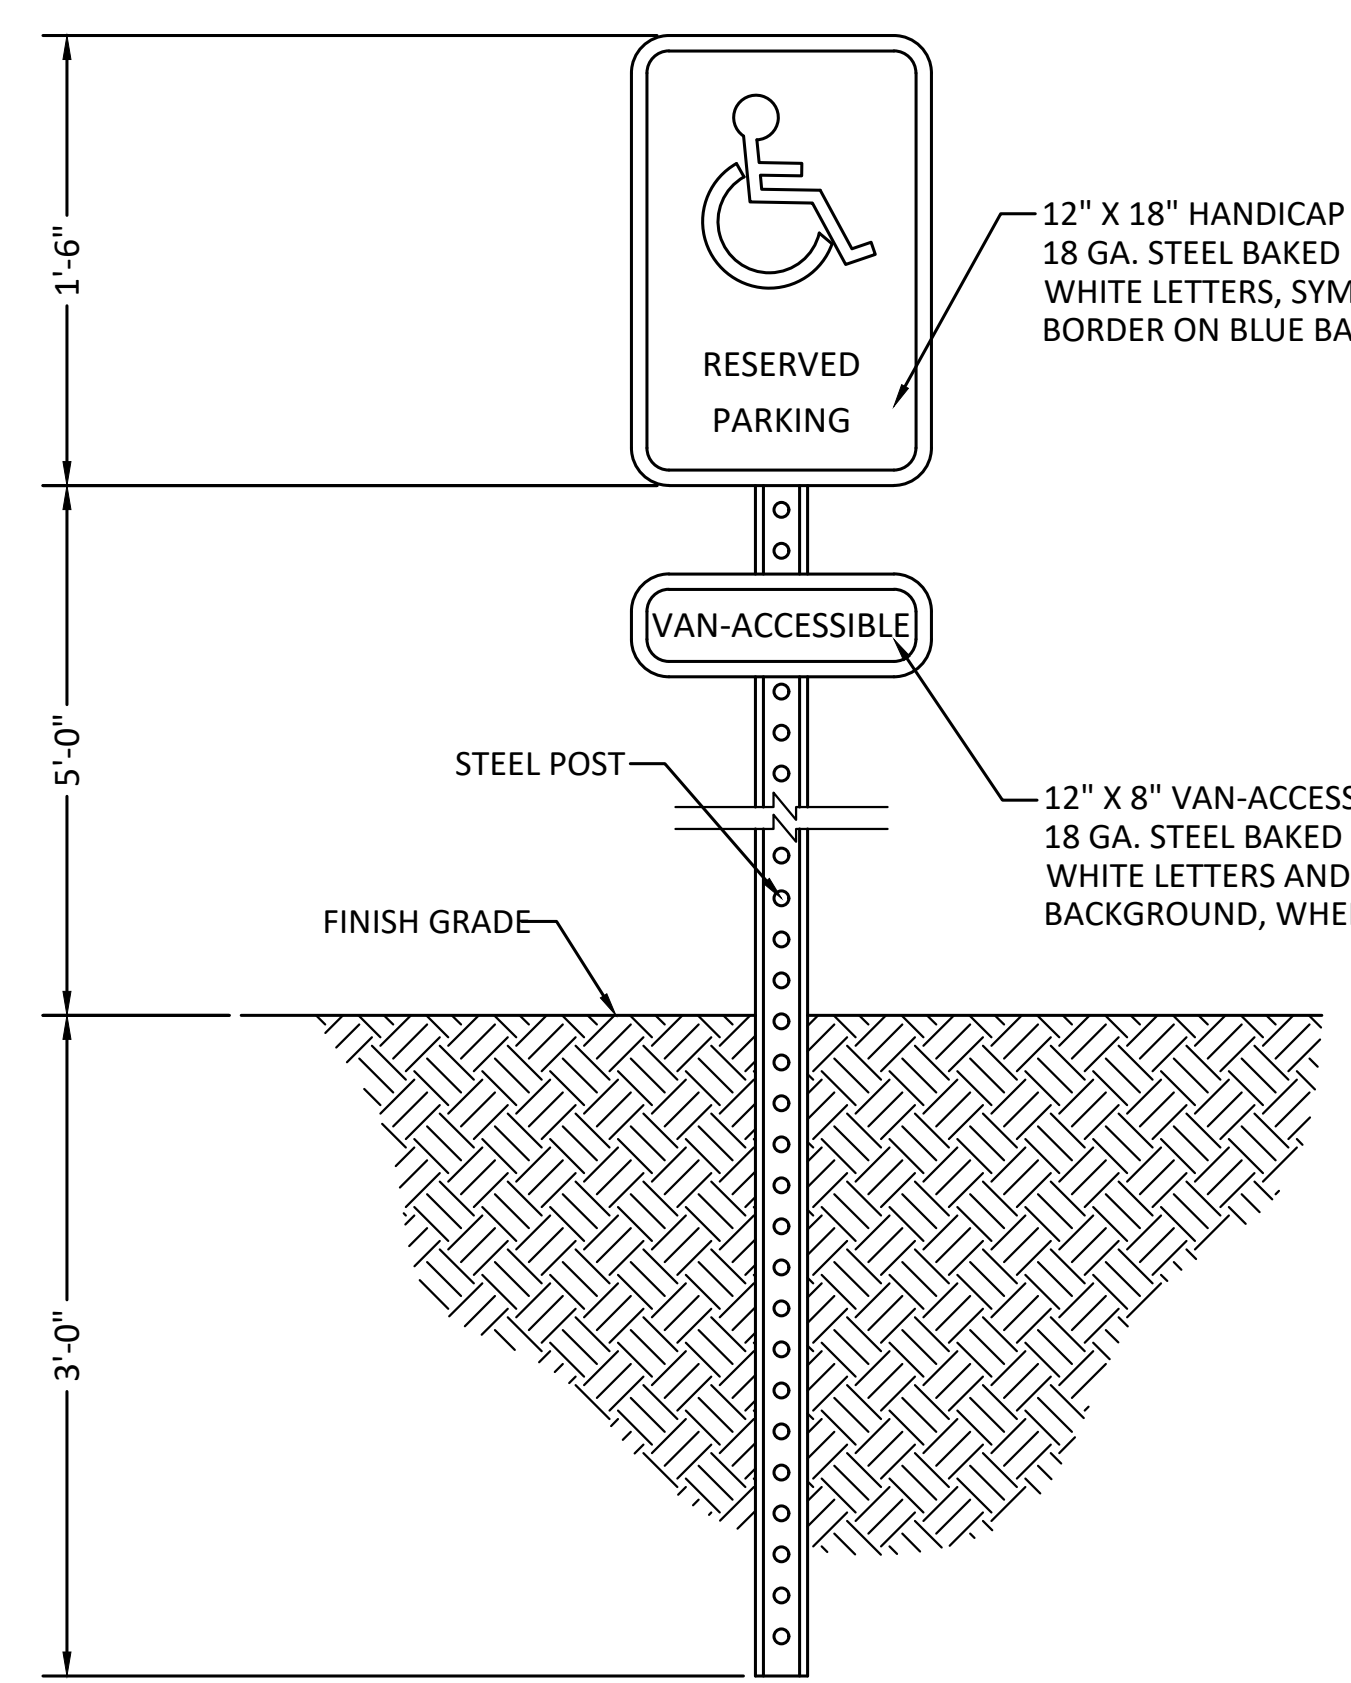 1'-6"
RESERVED
PARKING
12" X 18" HANDICAP
18 GA. STEEL BAKED
WHITE LETTERS, SYM
BORDER ON BLUE BA
VAN-ACCESSIBLE
5'-0"
STEEL POST
12" X 8" VAN-ACCESS
18 GA. STEEL BAKED
WHITE LETTERS AND
BACKGROUND, WHE
FINISH GRADE
3'-0"